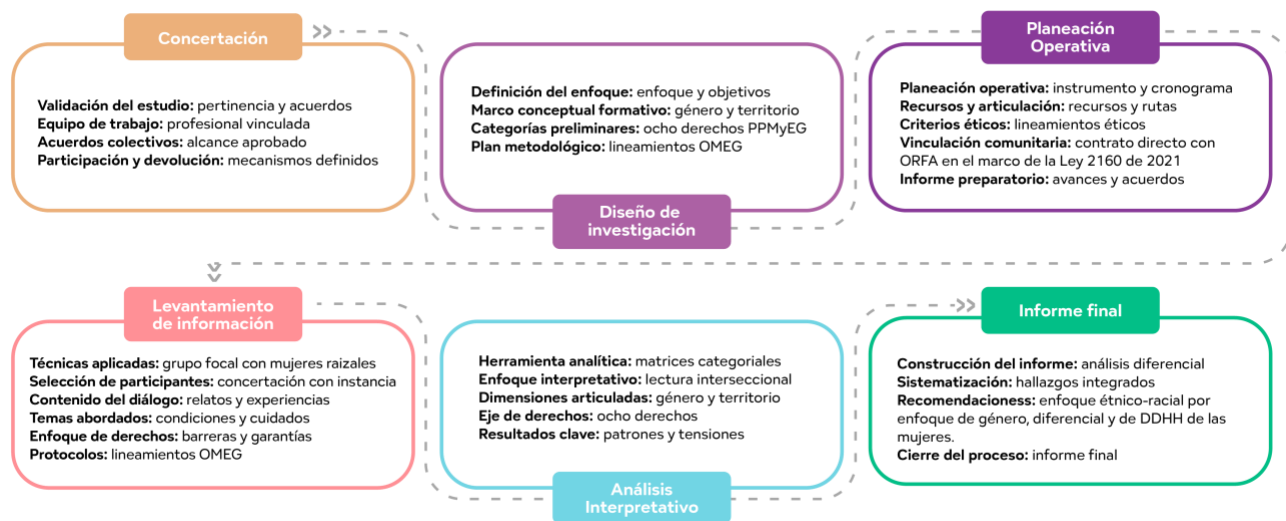 Concertación
Validación del estudio: pertinencia y acuerdos
Equipo de trabajo: profesional vinculada
Acuerdos colectivos: alcance aprobado
Participación y devolución: mecanismos definidos
Definición del enfoque: enfoque y objetivos
Marco conceptual formativo: género y territorio
Categorías preliminares: ocho derechos PPMyEG
Plan metodológico: lineamientos OMEG
Diseño de
investigación
Planeación
Operativa
Planeación operativa: instrumento y cronograma
Recursos y articulación: recursos y rutas
Criterios éticos: lineamientos éticos
Vinculación comunitaria: contrato directo con
ORFA en el marco de la Ley 2160 de 2021
Informe preparatorio: avances y acuerdos
Levantamiento
de información
Técnicas aplicadas: grupo focal con mujeres raizales
Selección de participantes: concertación con instancia
Contenido del diálogo: relatos y experiencias
Temas abordados: condiciones y cuidados
Enfoque de derechos: barreras y garantías
Protocolos: lineamientos OMEG
Herramienta analítica: matrices categoriales
Enfoque interpretativo: lectura interseccional
Dimensiones articuladas: género y territorio
Eje de derechos: ocho derechos
Resultados clave: patrones y tensiones
Análisis
Interpretativo
Informe final
Construcción del informe: análisis diferencial
Sistematización: hallazgos integrados
Recomendacioness: enfoque étnico-racial por
enfoque de género, diferencial y de DDHH de las
mujeres.
Cierre del proceso: informe final